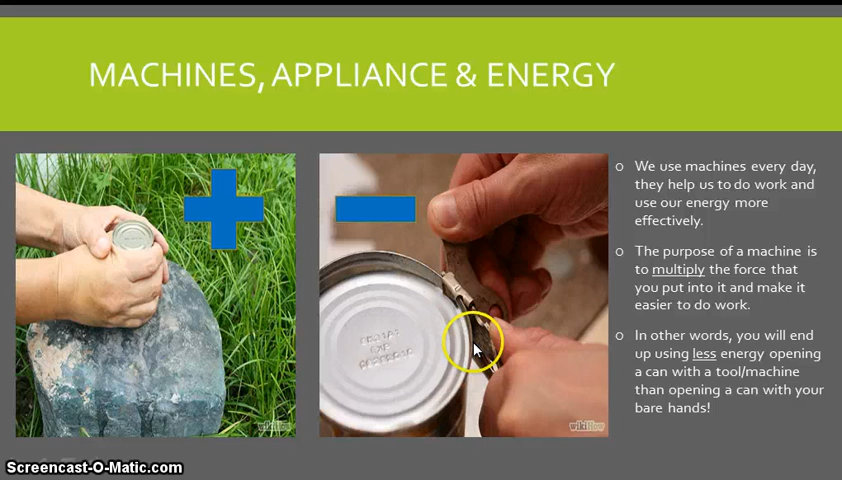 MACHINES, APPLIANCE & ENERGY
We use machines every day,
they help us to do work and
use our energy more
effectively.
The purpose of a machine is
to multiply the force that
you put into it and make it
easier to do work.
In other words, you will end
up using less energy opening
a can with a tool/machine
than opening a can with your
bare hands!
wikiHow
wikiHow
Screencast-O-Matic.com